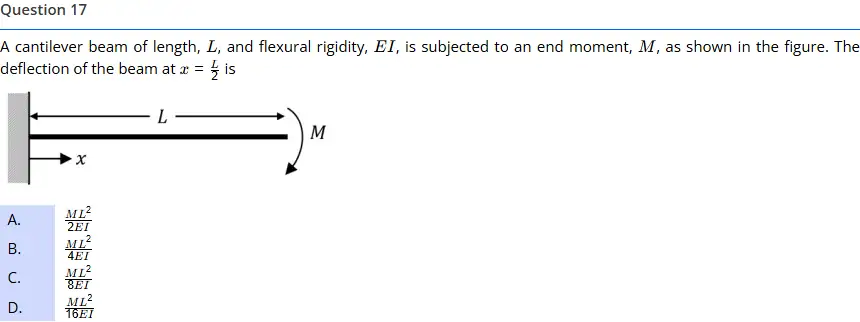 Question 17
A cantilever beam of length, L, and flexural rigidity, EI, is subjected to an end moment, M, as shown in the figure. The
deflection of the beam at x = L/2 is
L
M
x
A. ML²/2EI
B. ML²/4EI
C. ML²/8EI
D. ML²/16EI